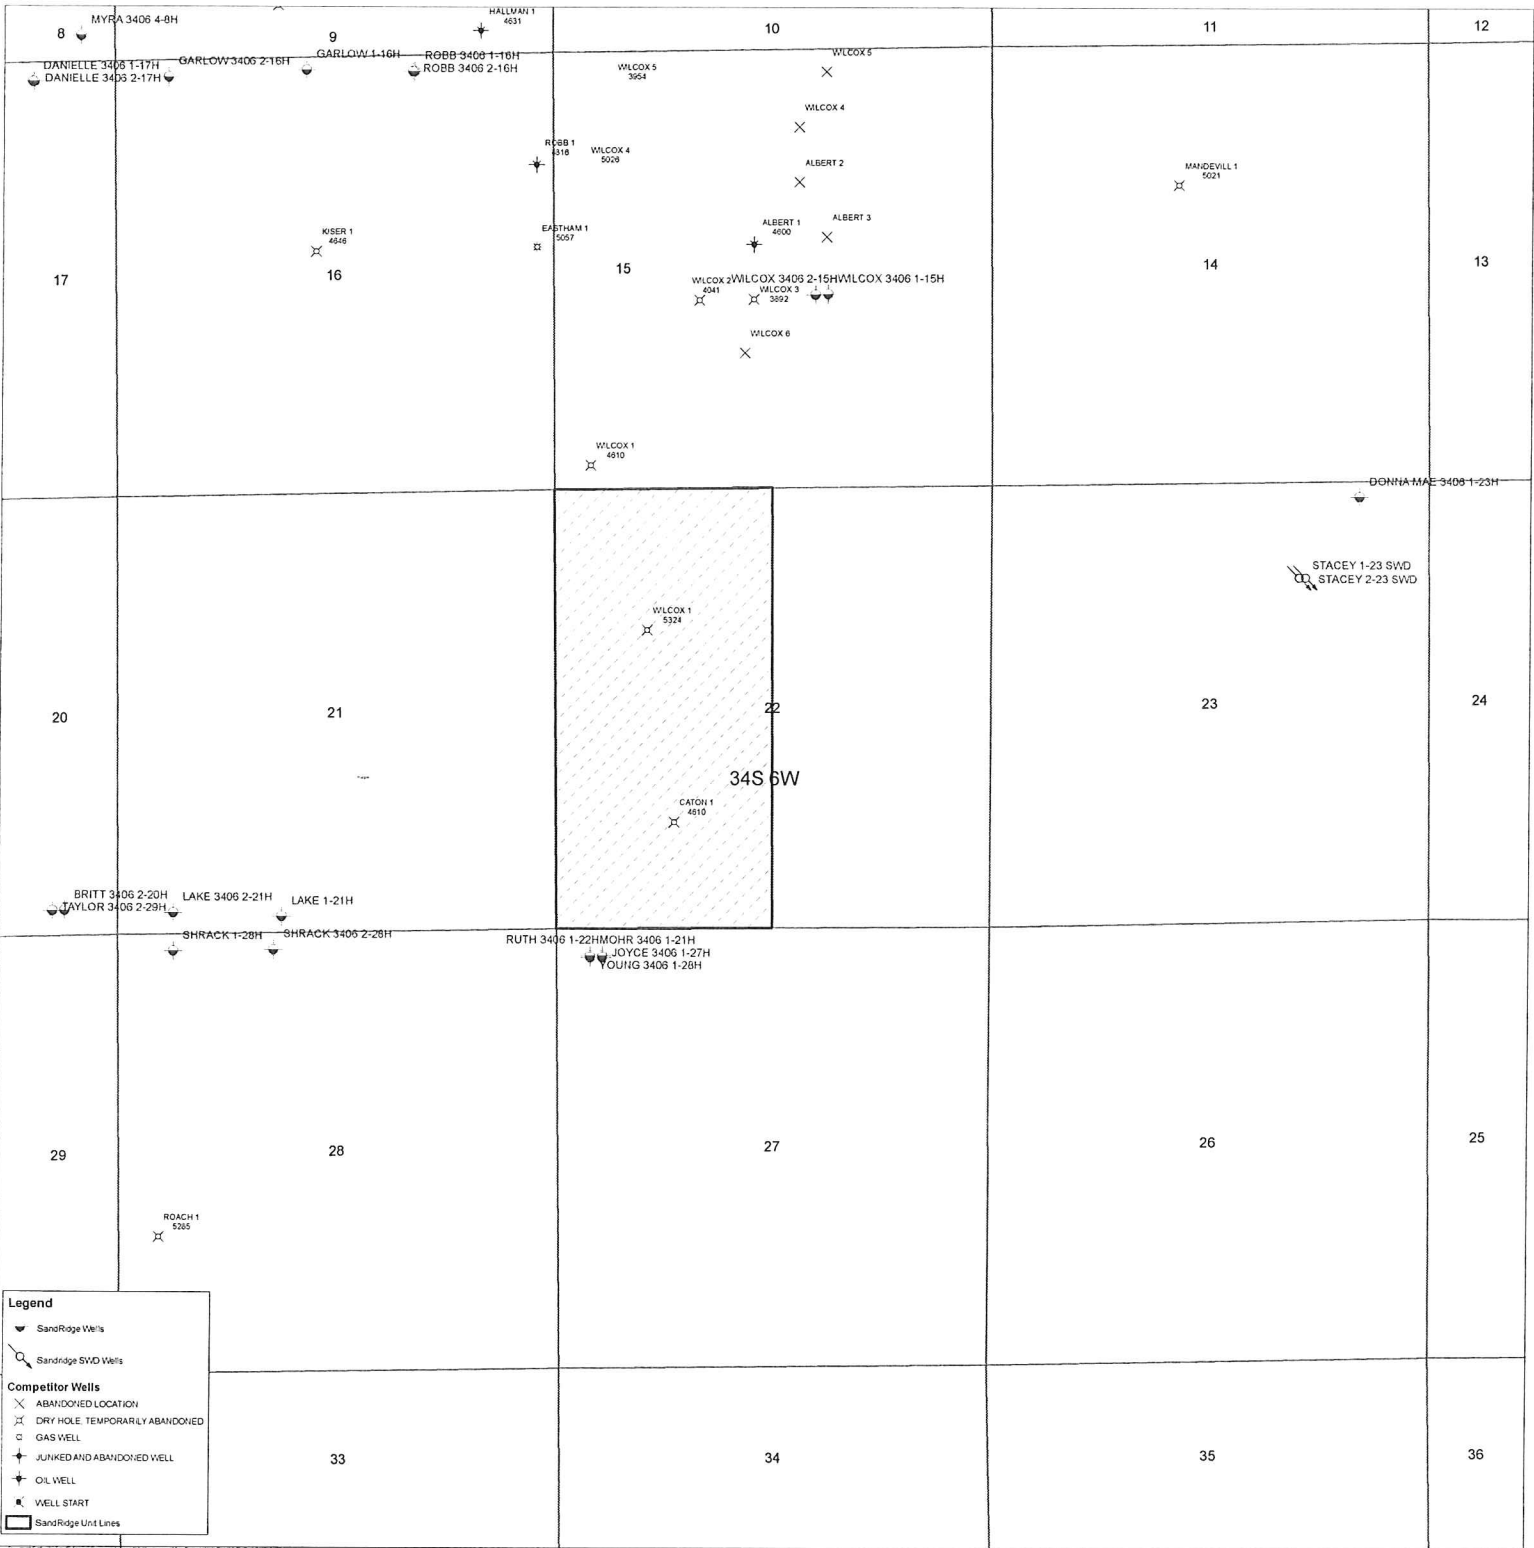 MYRA 3406 4-8H
HALLMAN 1
4631
8
9
10
11
12
DANIELLE 3406 1-17H
DANIELLE 3406 2-17H
GARLOW 3406 2-16H
GARLOW 1-16H
ROBB 3406 1-16H
ROBB 3406 2-16H
WILCOX 5
3954
WILCOX 5
WILCOX 4
ROBB 1
4316
WILCOX 4
5026
ALBERT 2
MANDEVILL 1
5021
KISER 1
4646
EASTHAM 1
5057
ALBERT 1
4600
ALBERT 3
17
16
15
14
13
WILCOX 2
4041
WILCOX 3406 2-15H
WILCOX 3406 1-15H
WILCOX 3
3892
WILCOX 6
WILCOX 1
4610
DONNA MAE 3406 1-23H
STACEY 1-23 SWD
STACEY 2-23 SWD
WILCOX 1
5324
20
21
22
23
24
34S 6W
CATON 1
4610
BRITT 3406 2-20H
TAYLOR 3406 2-29H
LAKE 3406 2-21H
LAKE 1-21H
SHRACK 1-28H
SHRACK 3406 2-28H
RUTH 3406 1-22H
MOHR 3406 1-21H
JOYCE 3406 1-27H
YOUNG 3406 1-28H
29
28
27
26
25
ROACH 1
5285
Legend
SandRidge Wells
Sandridge SWD Wells
Competitor Wells
ABANDONED LOCATION
DRY HOLE, TEMPORARILY ABANDONED
GAS WELL
JUNKED AND ABANDONED WELL
OIL WELL
WELL START
SandRidge Unit Lines
33
34
35
36